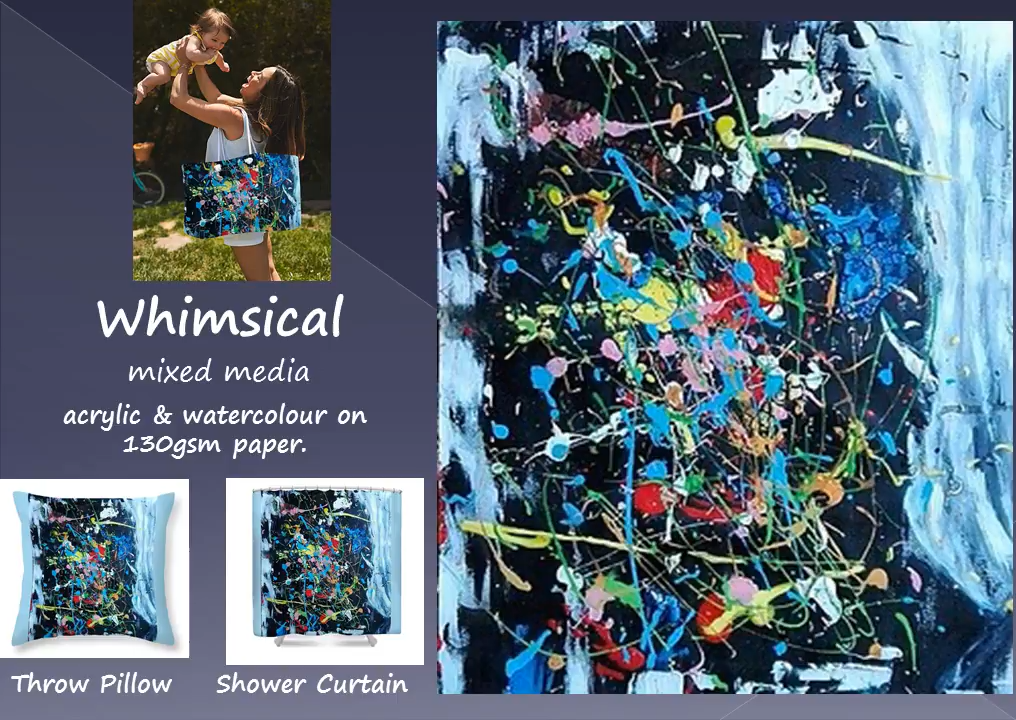 Whimsical
mixed media
acrylic & watercolour on
130gsm paper.
Throw Pillow
Shower Curtain